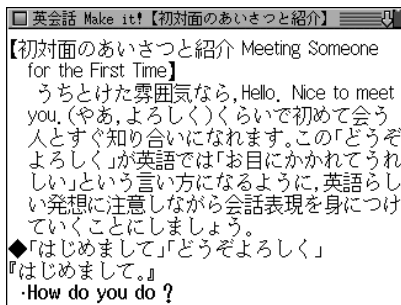 英会話 Make it!【初対面のあいさつと紹介】
【初対面のあいさつと紹介 Meeting Someone
for the First Time】
うちとけた雰囲気なら,Hello. Nice to meet
you.(やあ,よろしく)くらいで初めて会う
人とすぐ知り合いになれます。この「どうぞ
よろしく」が英語では「お目にかかれてうれ
しい」という言い方になるように,英語らし
い発想に注意しながら会話表現を身につけ
ていくことにしましょう。
◆「はじめまして」「どうぞよろしく」
『はじめまして。』
·How do you do ?